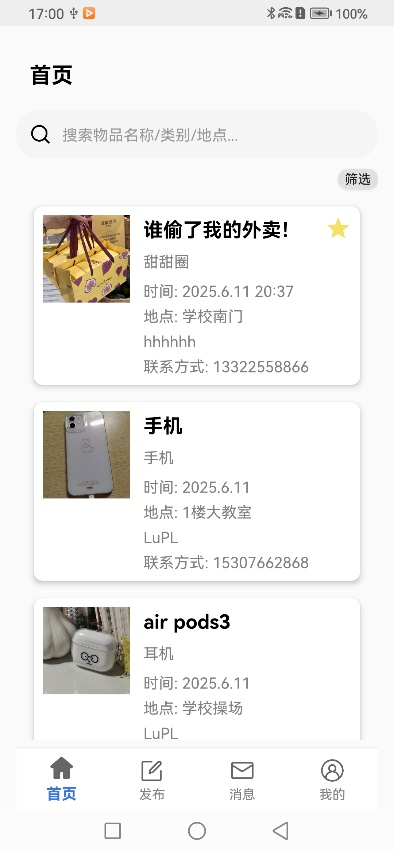 17:00 100%
首页
搜索物品名称/类别/地点...
筛选
谁偷了我的外卖!
甜甜圈
时间: 2025.6.11 20:37
地点: 学校南门
hhhhhh
联系方式: 13322558866
手机
手机
时间: 2025.6.11
地点: 1楼大教室
LuPL
联系方式: 15307662868
air pods3
耳机
时间: 2025.6.11
地点: 学校操场
LuPL
首页 发布 消息 我的